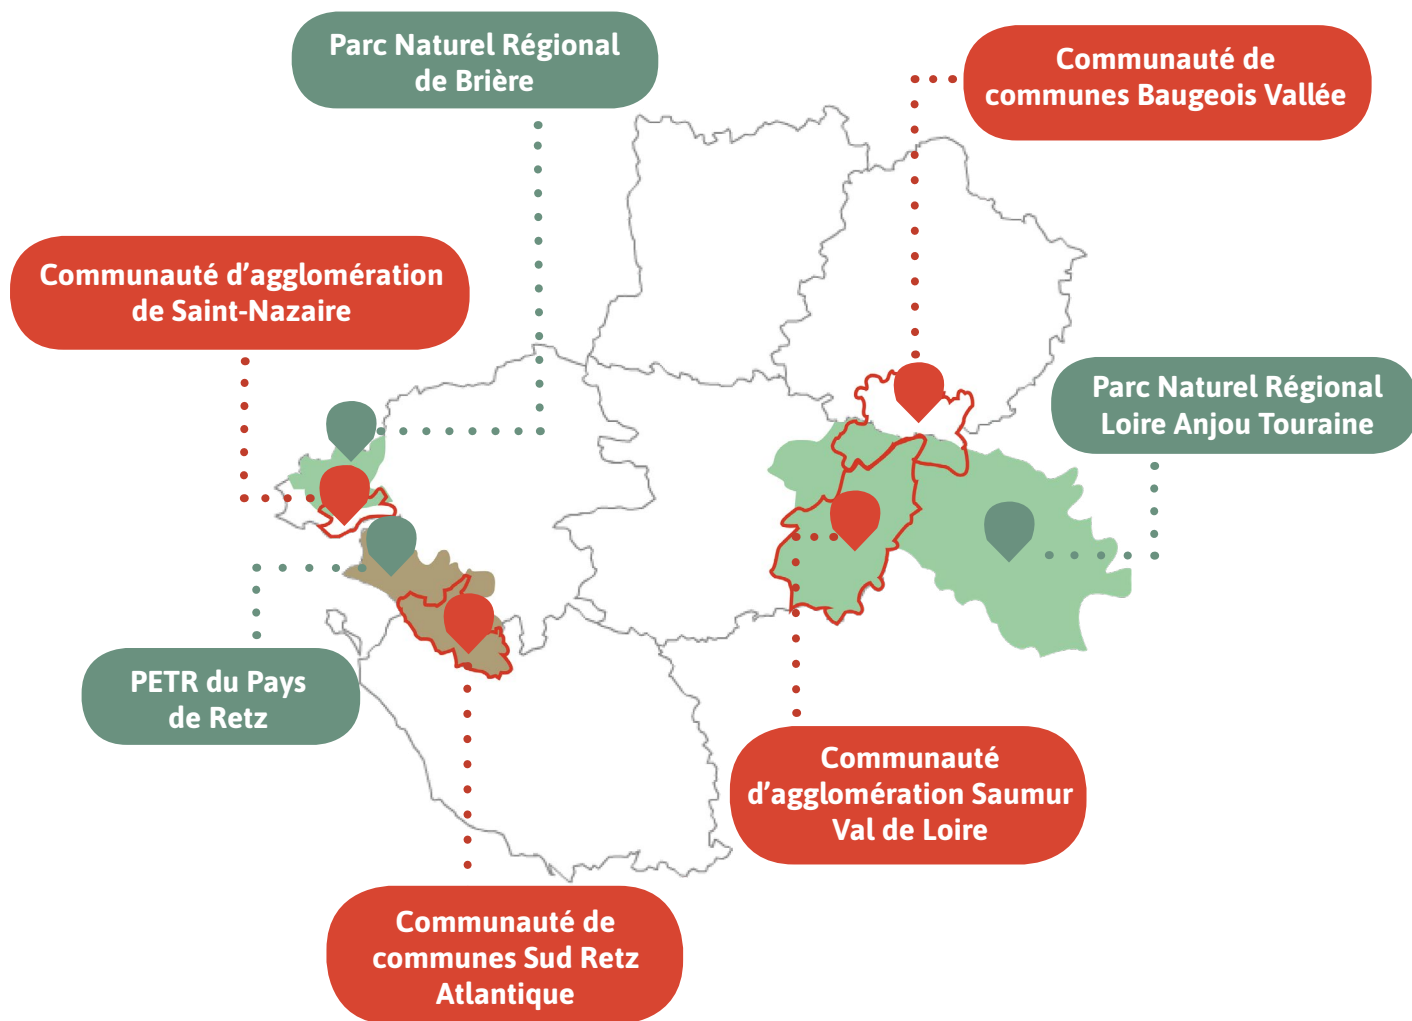 Parc Naturel Régional
de Brière
Communauté de
communes Baugeois Vallée
Communauté d’agglomération
de Saint-Nazaire
Parc Naturel Régional
Loire Anjou Touraine
PETR du Pays
de Retz
Communauté
d’agglomération Saumur
Val de Loire
Communauté de
communes Sud Retz
Atlantique